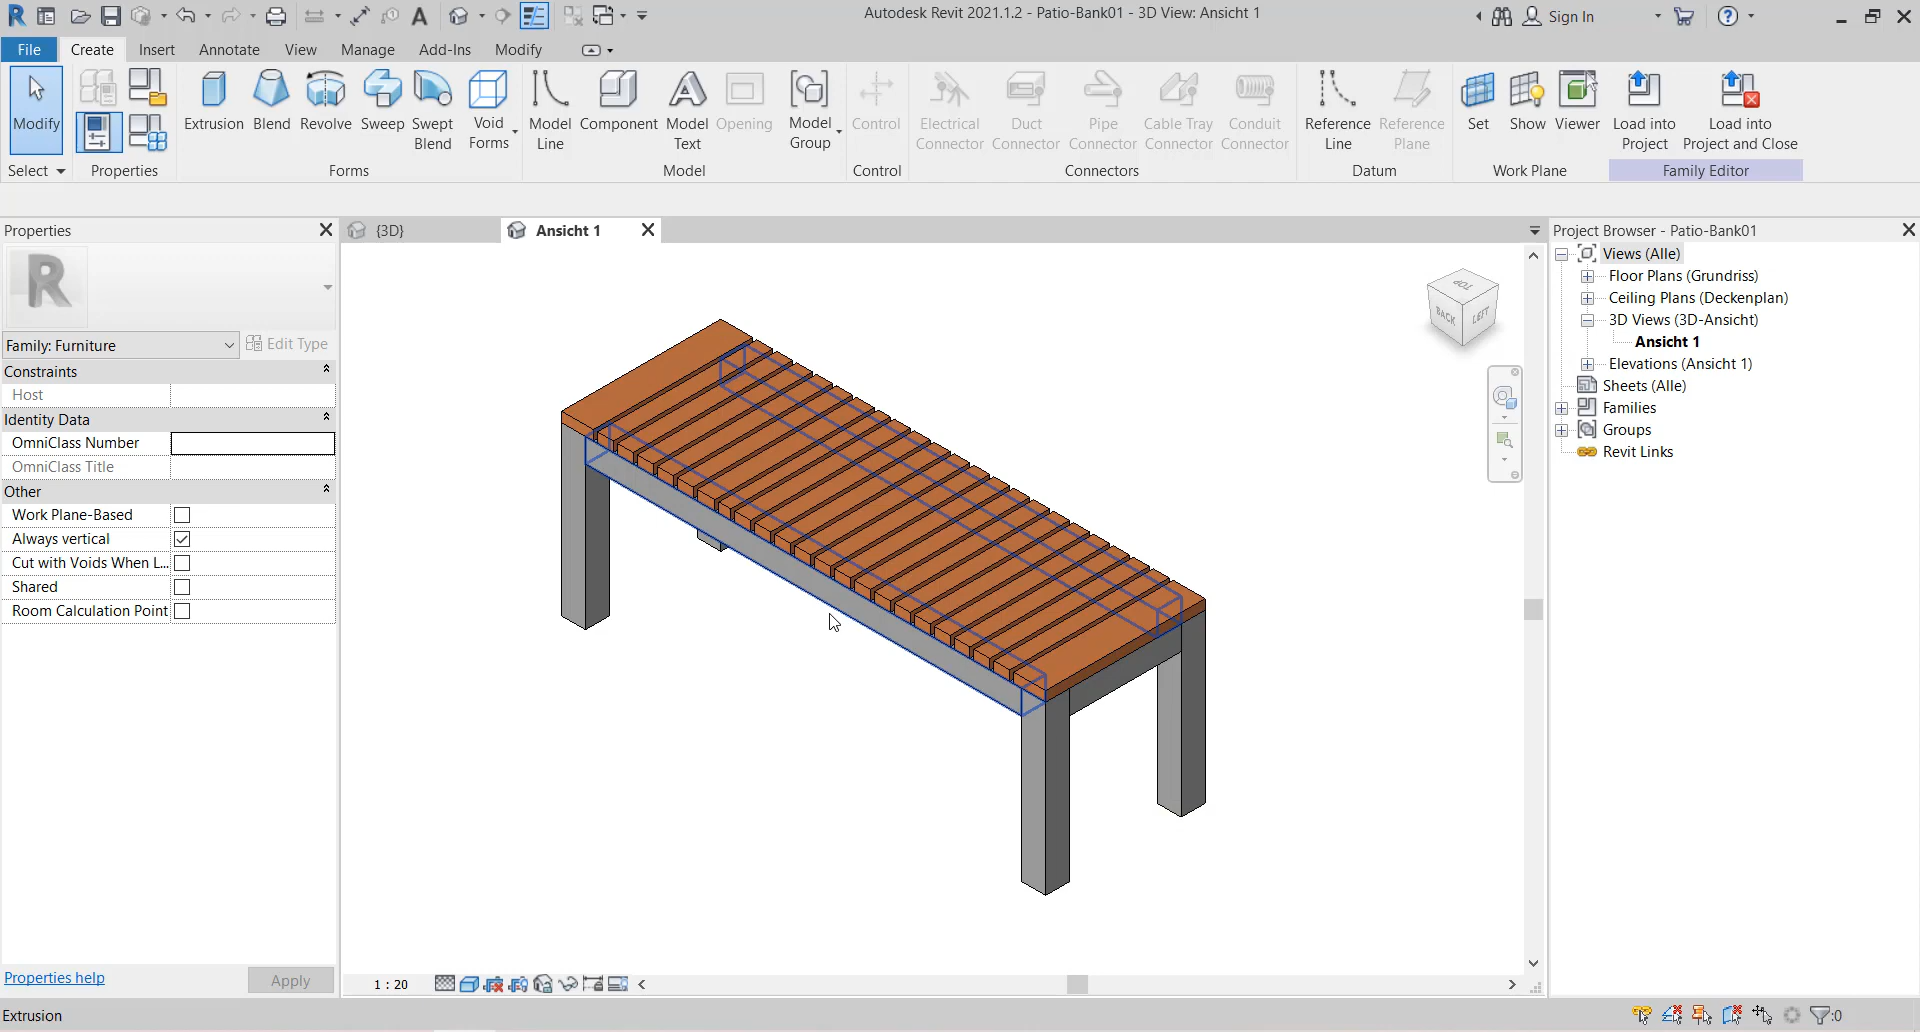 Autodesk Revit 2021.1.2 - Patio-Bank01 - 3D View: Ansicht 1
Sign In
File Create Insert Annotate View Manage Add-Ins Modify
Modify
Extrusion Blend Revolve Sweep Swept Blend Void Forms
Model Line Component Model Text Opening Model Group
Control
Electrical Connector Duct Connector Pipe Connector Cable Tray Connector Conduit Connector
Reference Line Reference Plane
Set Show Viewer
Load into Project Load into Project and Close
Select Properties Forms Model Control Connectors Datum Work Plane Family Editor
Properties
R
Family: Furniture
Edit Type
Constraints
Host
Identity Data
OmniClass Number
OmniClass Title
Other
Work Plane-Based
Always vertical
Cut with Voids When L...
Shared
Room Calculation Point
Properties help
Apply
{3D}
Ansicht 1
TOP
BACK
LEFT
1 : 20
Project Browser - Patio-Bank01
Views (Alle)
Floor Plans (Grundriss)
Ceiling Plans (Deckenplan)
3D Views (3D-Ansicht)
Ansicht 1
Elevations (Ansicht 1)
Sheets (Alle)
Families
Groups
Revit Links
Extrusion
:0